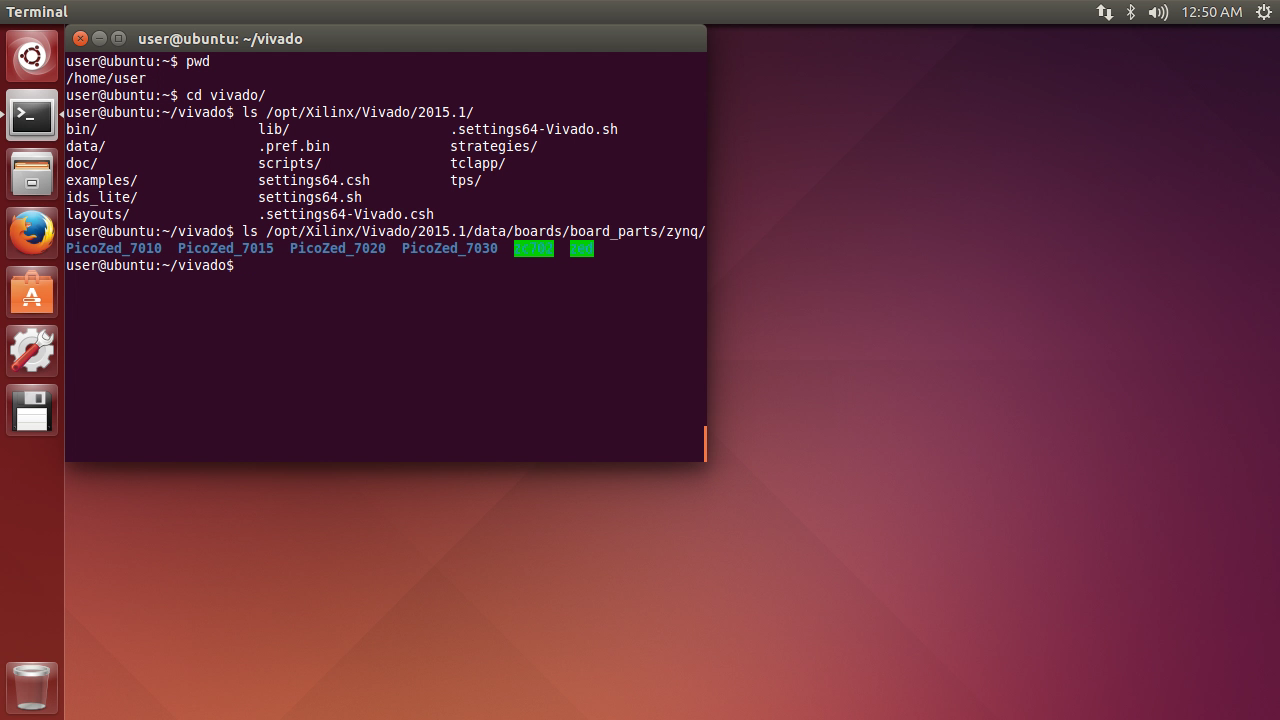 Terminal
12:50 AM
user@ubuntu: ~/vivado
user@ubuntu:~$ pwd
/home/user
user@ubuntu:~$ cd vivado/
user@ubuntu:~/vivado$ ls /opt/Xilinx/Vivado/2015.1/
bin/ lib/ .settings64-Vivado.sh
data/ .pref.bin strategies/
doc/ scripts/ tclapp/
examples/ settings64.csh tps/
ids_lite/ settings64.sh
layouts/ .settings64-Vivado.csh
user@ubuntu:~/vivado$ ls /opt/Xilinx/Vivado/2015.1/data/boards/board_parts/zynq/
PicoZed_7010 PicoZed_7015 PicoZed_7020 PicoZed_7030 zc702 zed
user@ubuntu:~/vivado$